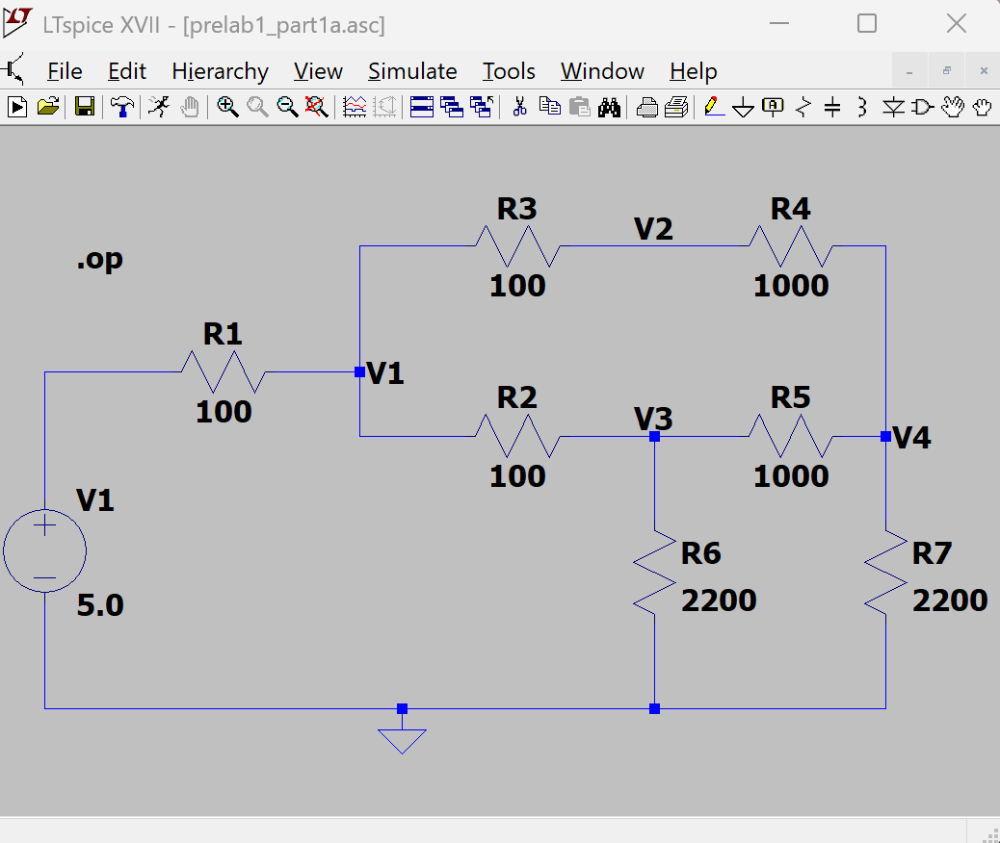 LTspice XVII - [prelab1_part1a.asc]
File Edit Hierarchy View Simulate Tools Window Help
.op
R3
100
V2
R4
1000
R1
100
V1
R2
100
V3
R5
1000
V4
V1
5.0
R6
2200
R7
2200